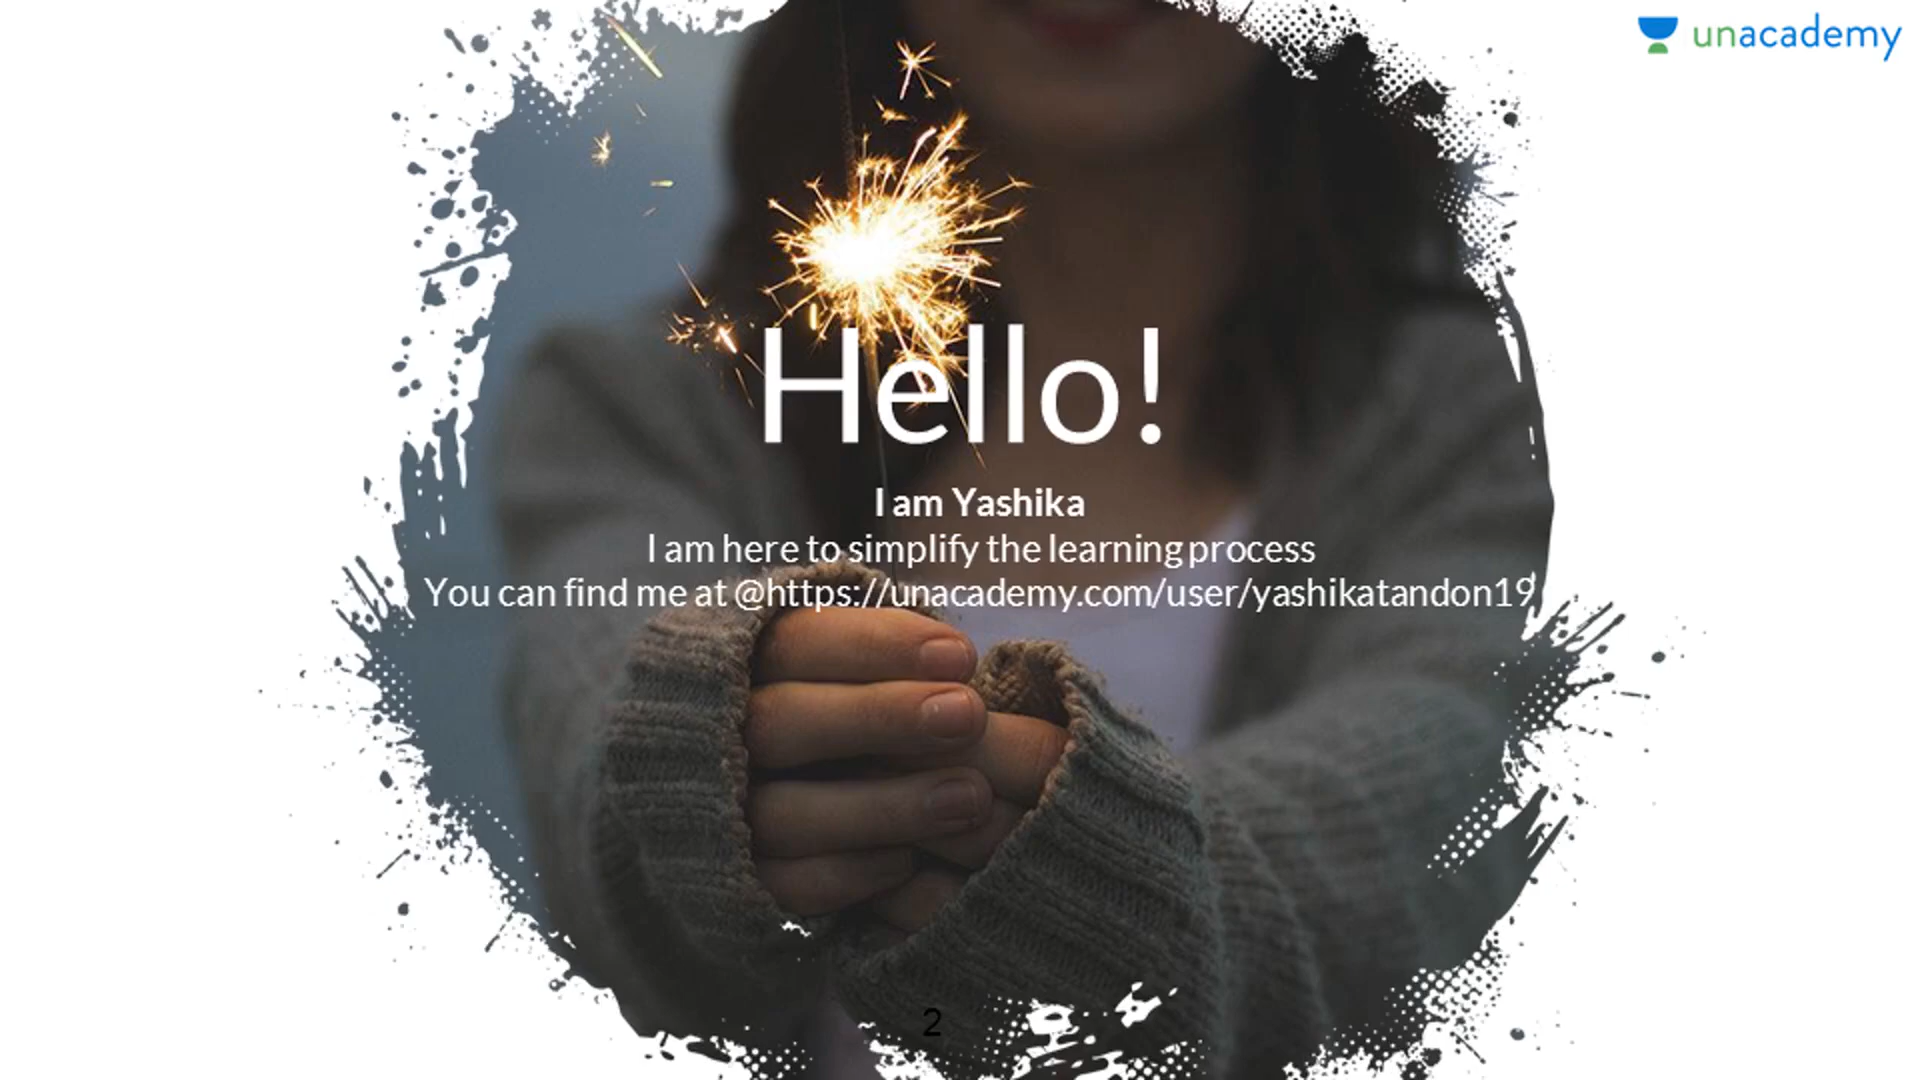 unacademy
Hello!
I am Yashika
I am here to simplify the learning process
You can find me at @https://unacademy.com/user/yashikatandon19
2